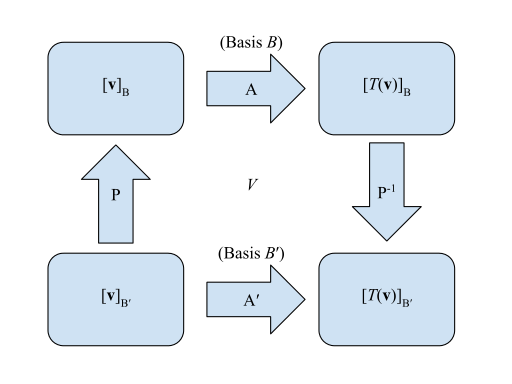 (Basis B)
[v]B
A
[T(v)]B
P
V
P-1
(Basis B′)
[v]B′
A′
[T(v)]B′